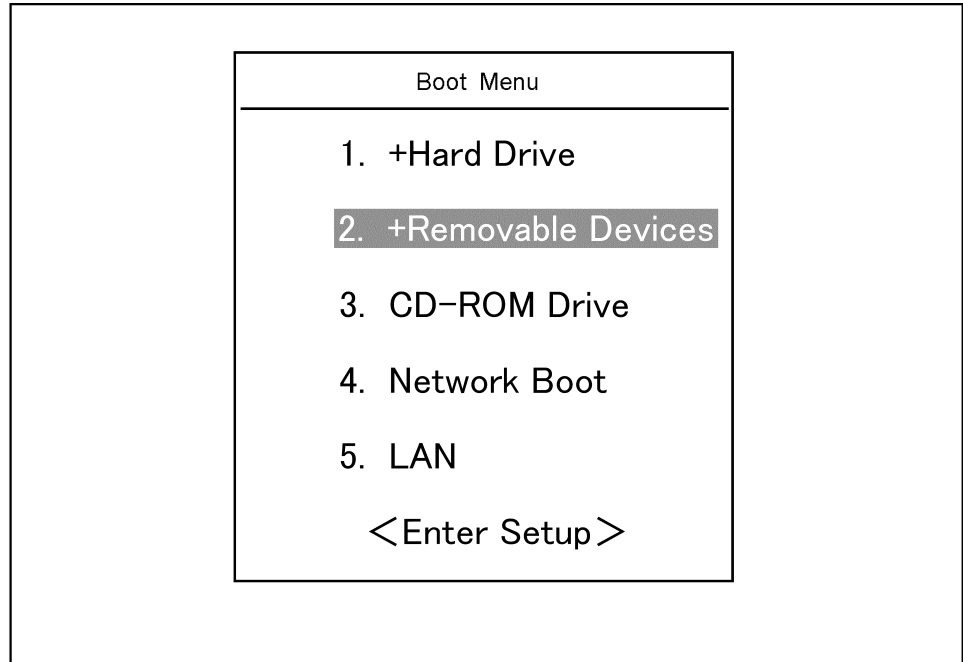 Boot Menu
1. +Hard Drive
2. +Removable Devices
3. CD-ROM Drive
4. Network Boot
5. LAN
<Enter Setup>